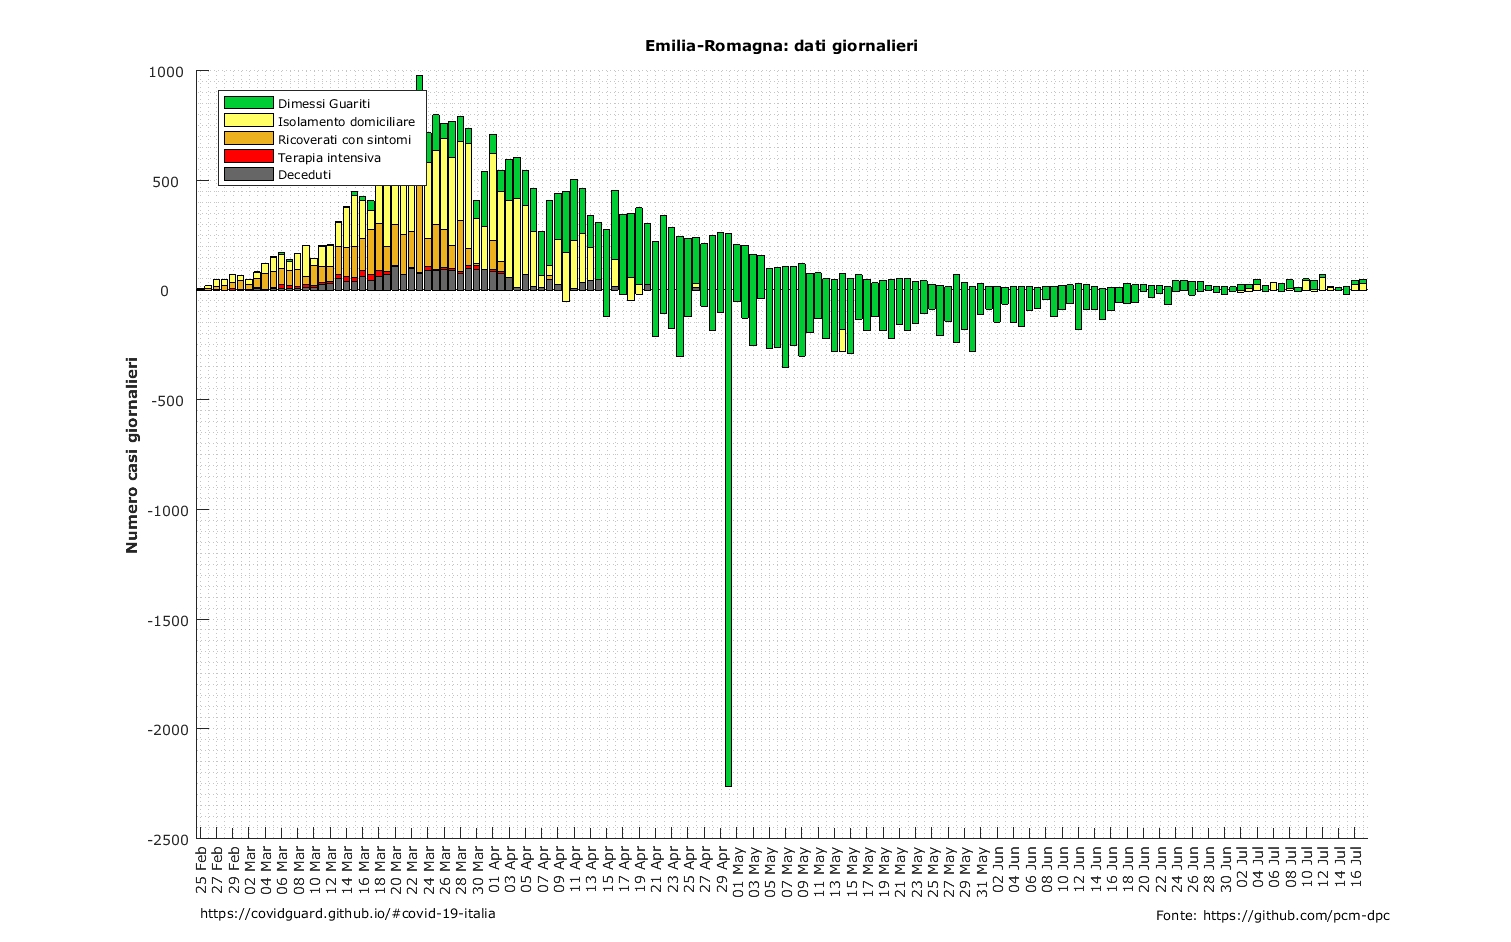 Emilia-Romagna: dati giornalieri
1000
500
0
-500
-1000
-1500
-2000
-2500
Numero casi giornalieri
Dimessi Guariti
Isolamento domiciliare
Ricoverati con sintomi
Terapia intensiva
Deceduti
25 Feb
27 Feb
29 Feb
02 Mar
04 Mar
06 Mar
08 Mar
10 Mar
12 Mar
14 Mar
16 Mar
18 Mar
20 Mar
22 Mar
24 Mar
26 Mar
28 Mar
30 Mar
01 Apr
03 Apr
05 Apr
07 Apr
09 Apr
11 Apr
13 Apr
15 Apr
17 Apr
19 Apr
21 Apr
23 Apr
25 Apr
27 Apr
29 Apr
01 May
03 May
05 May
07 May
09 May
11 May
13 May
15 May
17 May
19 May
21 May
23 May
25 May
27 May
29 May
31 May
02 Jun
04 Jun
06 Jun
08 Jun
10 Jun
12 Jun
14 Jun
16 Jun
18 Jun
20 Jun
22 Jun
24 Jun
26 Jun
28 Jun
30 Jun
02 Jul
04 Jul
06 Jul
08 Jul
10 Jul
12 Jul
14 Jul
16 Jul
https://covidguard.github.io/#covid-19-italia
Fonte: https://github.com/pcm-dpc